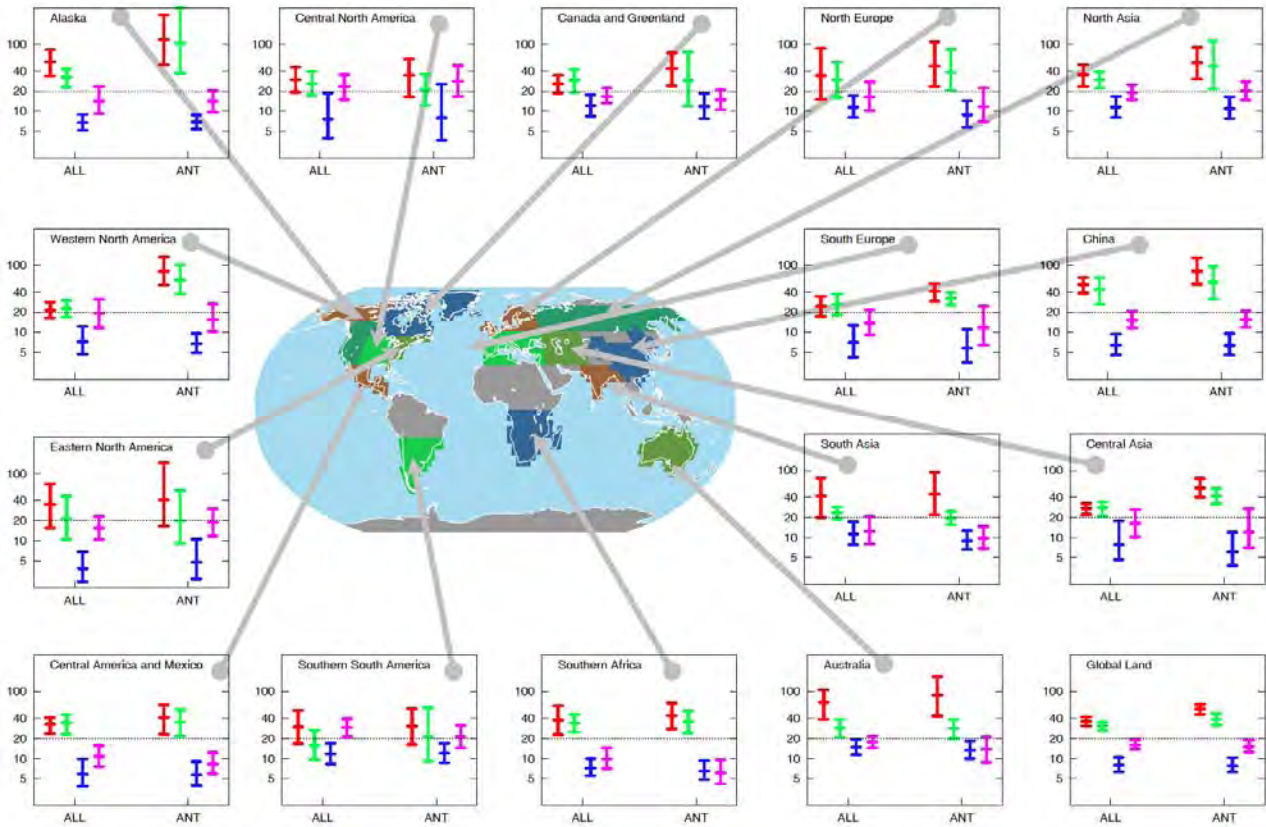 Alaska
100
40
20
10
5
ALL ANT
Central North America
100
40
20
10
5
ALL ANT
Canada and Greenland
100
40
20
10
5
ALL ANT
North Europe
100
40
20
10
5
ALL ANT
North Asia
100
40
20
10
5
ALL ANT
Western North America
100
40
20
10
5
ALL ANT
South Europe
100
40
20
10
5
ALL ANT
China
100
40
20
10
5
ALL ANT
Eastern North America
100
40
20
10
5
ALL ANT
South Asia
100
40
20
10
5
ALL ANT
Central Asia
100
40
20
10
5
ALL ANT
Central America and Mexico
100
40
20
10
5
ALL ANT
Southern South America
100
40
20
10
5
ALL ANT
Southern Africa
100
40
20
10
5
ALL ANT
Australia
100
40
20
10
5
ALL ANT
Global Land
100
40
20
10
5
ALL ANT